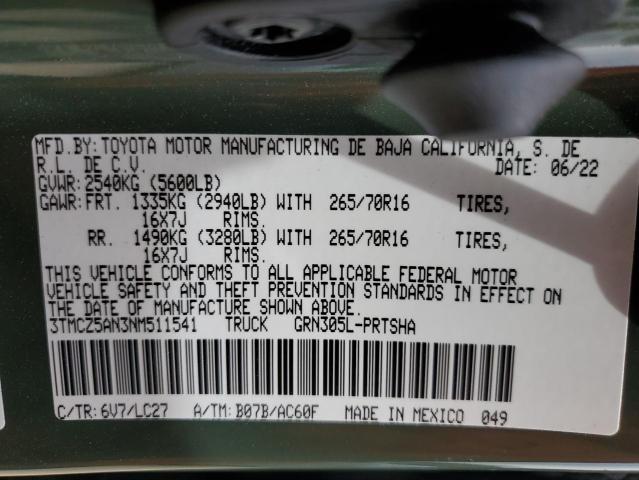 MFD.BY:TOYOTA MOTOR MANUFACTURING DE BAJA CALIFORNIA, S. DE
R.L. DE C.V. DATE: 06/22
GVWR:2540KG (5600LB)
GAWR:FRT. 1335KG (2940LB) WITH 265/70R16 TIRES,
16X7J RIMS.
RR. 1490KG (3280LB) WITH 265/70R16 TIRES,
16X7J RIMS.
THIS VEHICLE CONFORMS TO ALL APPLICABLE FEDERAL MOTOR
VEHICLE SAFETY AND THEFT PREVENTION STANDARDS IN EFFECT ON
THE DATE OF MANUFACTURE SHOWN ABOVE.
3TMCZ5AN3NM511541 TRUCK GRN305L-PRTSHA
C/TR: 6V7/LC27 A/TM: B07B/AC60F MADE IN MEXICO 049